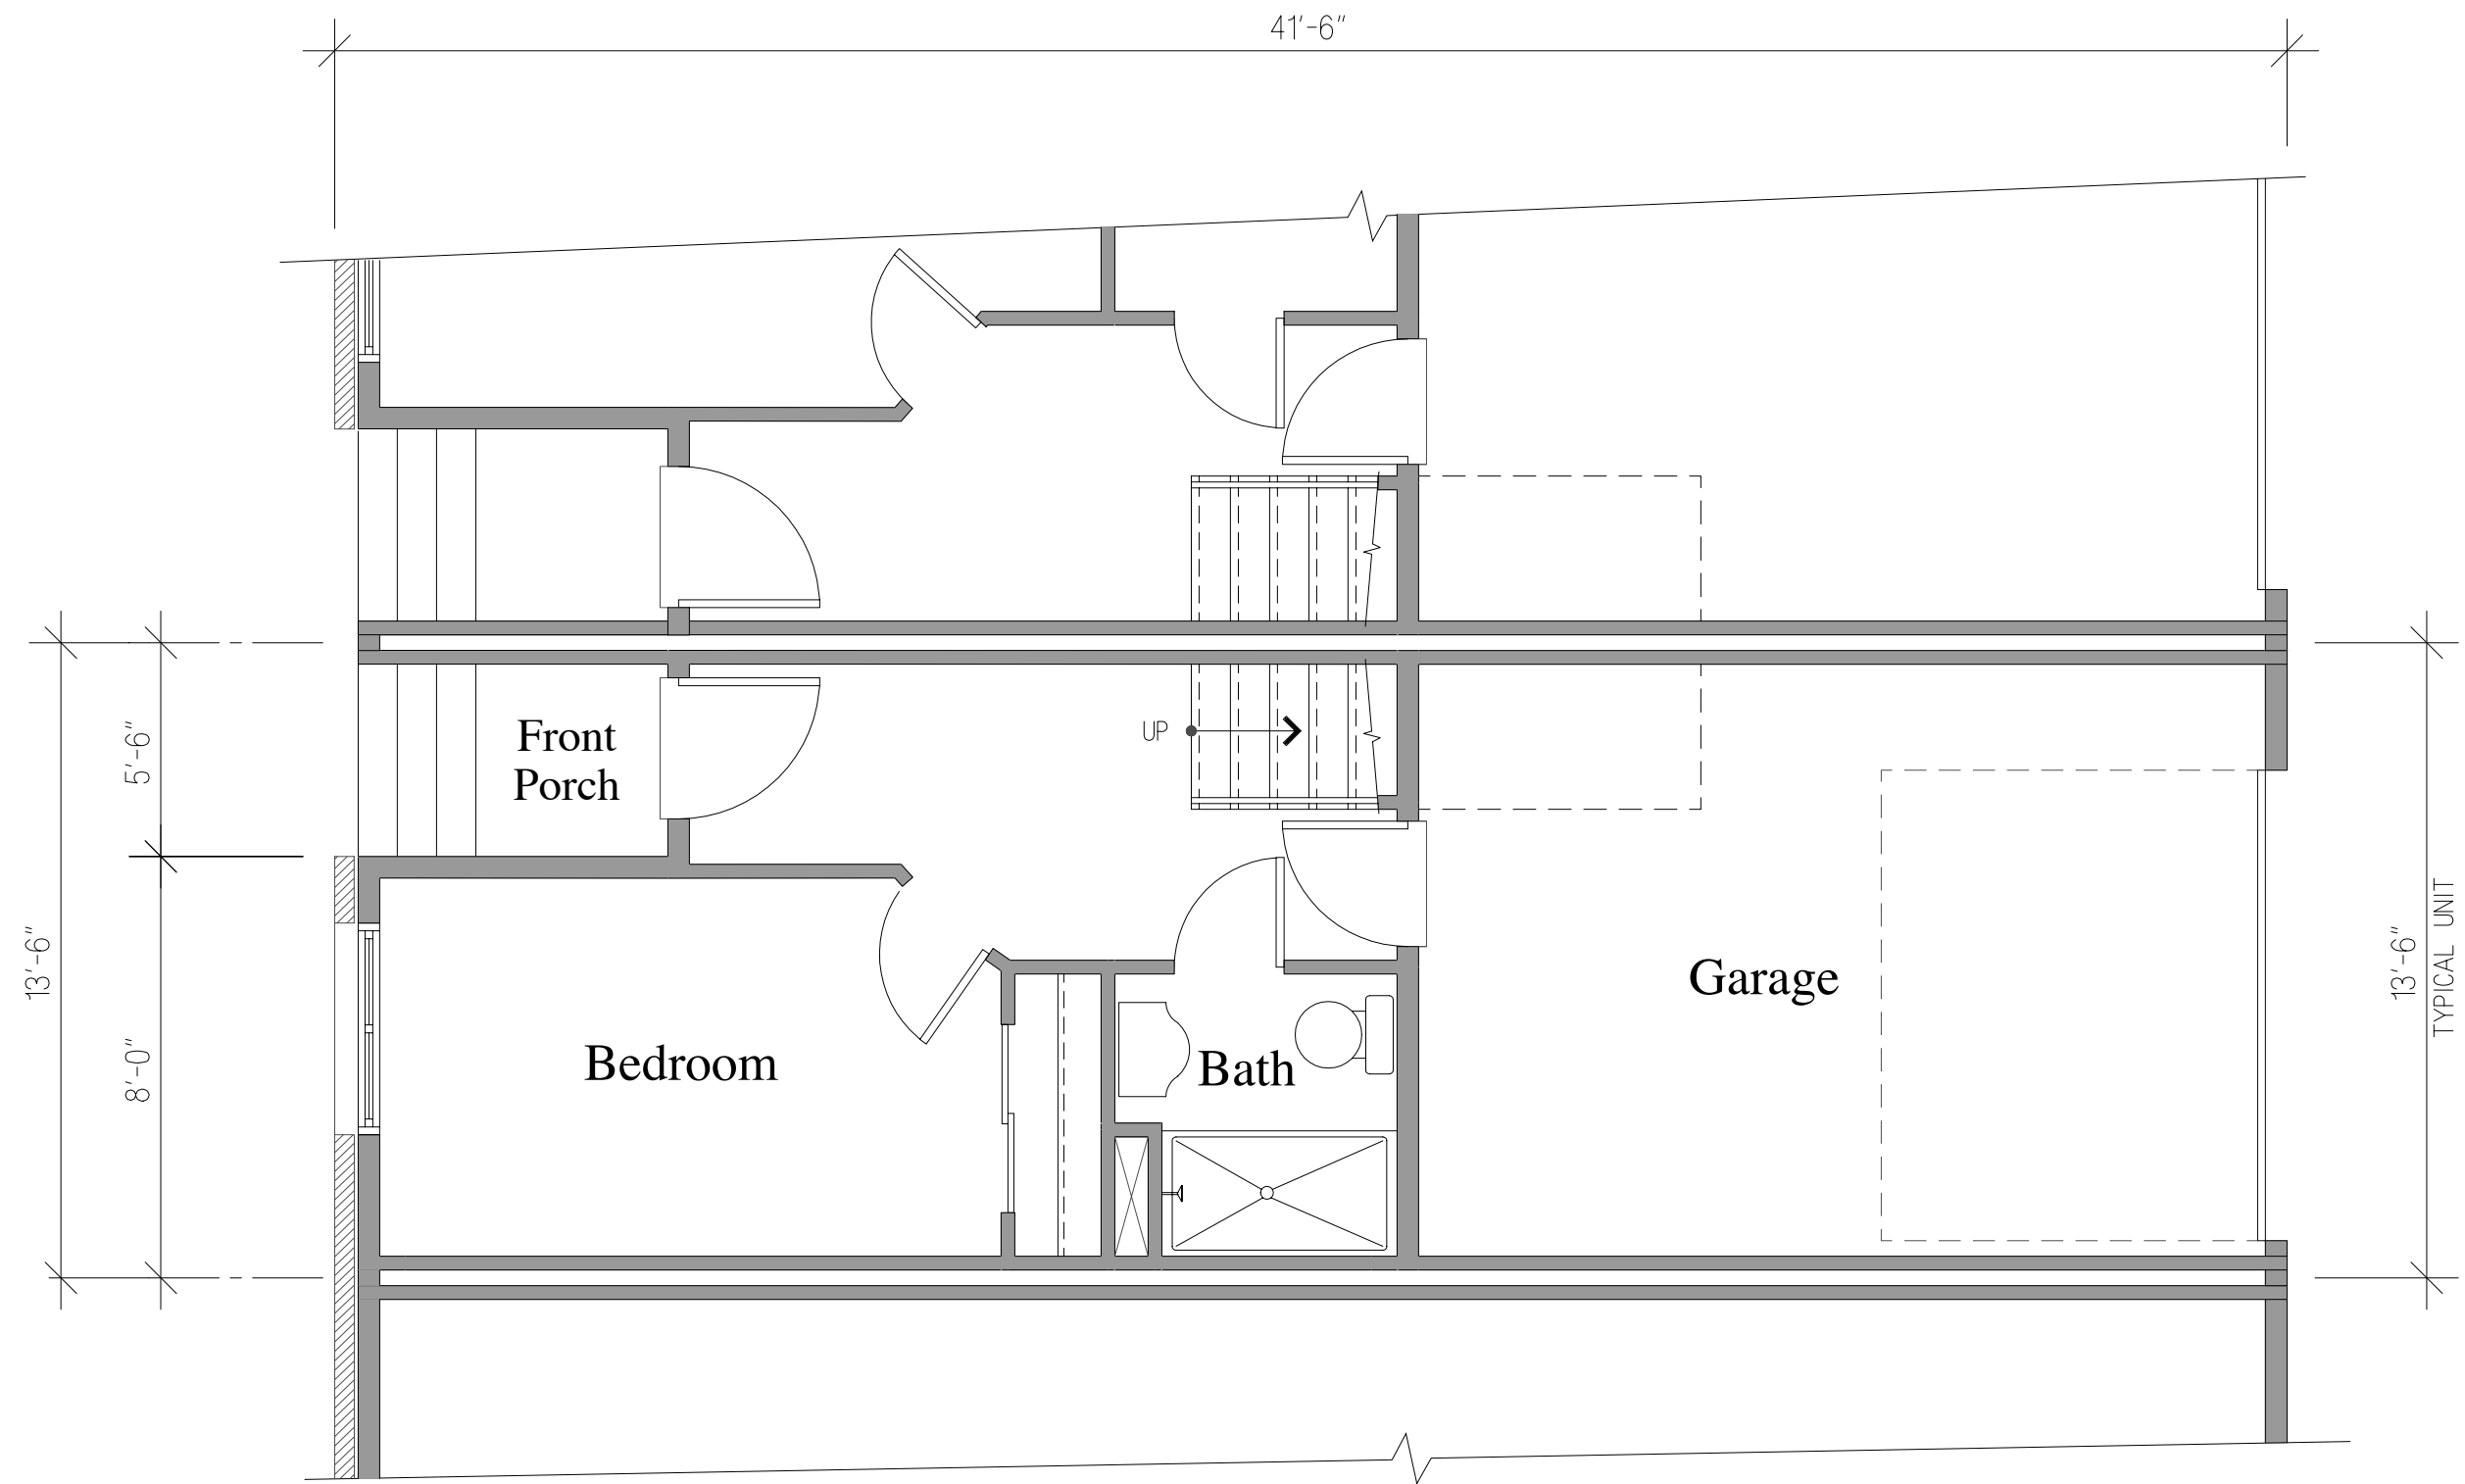 41'-6"
Front
Porch
UP
5'-6"
13'-6"
8'-0"
Bedroom
Bath
Garage
13'-6"
TYPICAL UNIT